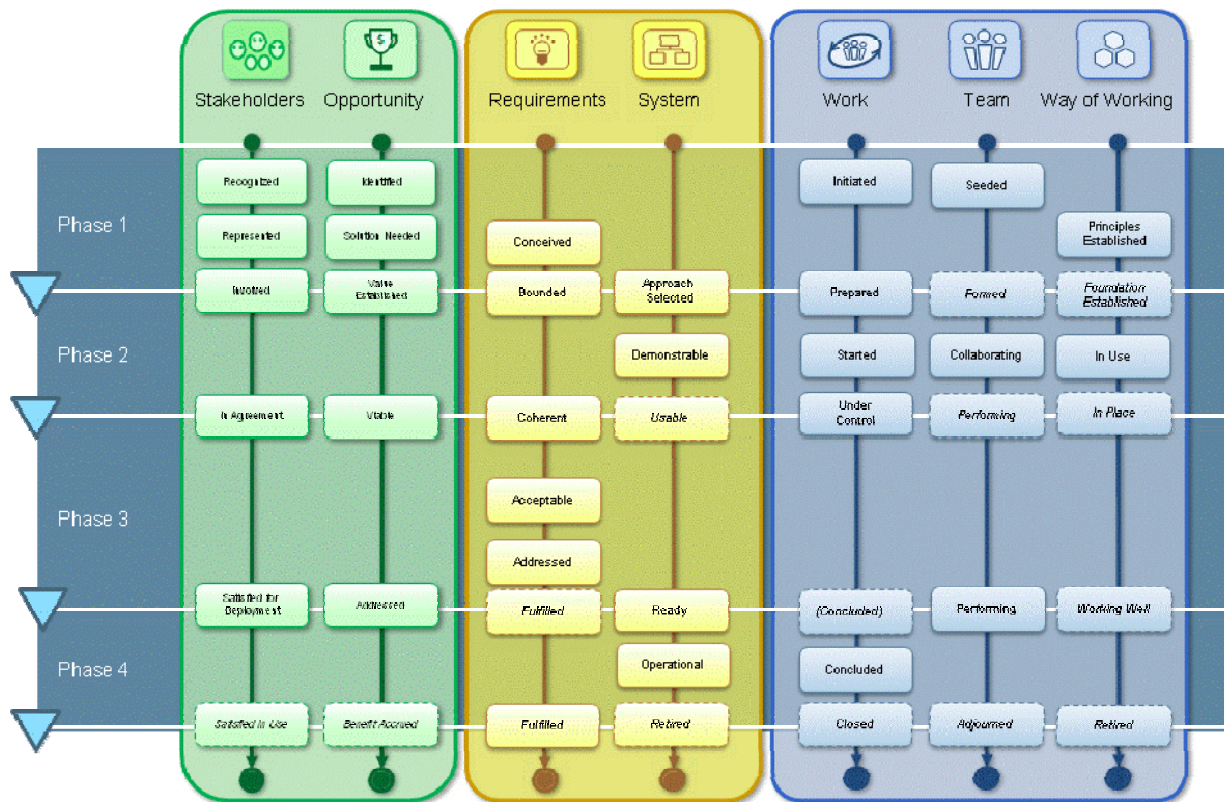 Stakeholders Opportunity Requirements System Work Team Way of Working
Phase 1
Recognized Identified Initiated Seeded
Represented Solution Needed Conceived Principles
Established
Involved Value
Established Bounded Approach
Selected Prepared Formed Foundation
Established
Phase 2
Demonstrable Started Collaborating In Use
In Agreement Viable Coherent Usable Under
Control Performing In Place
Phase 3
Acceptable
Addressed
Satisfied for
Deployment Addressed Fulfilled Ready (Concluded) Performing Working Well
Phase 4
Operational Concluded
Satisfied In Use Benefit Accrued Fulfilled Retired Closed Adjourned Retired